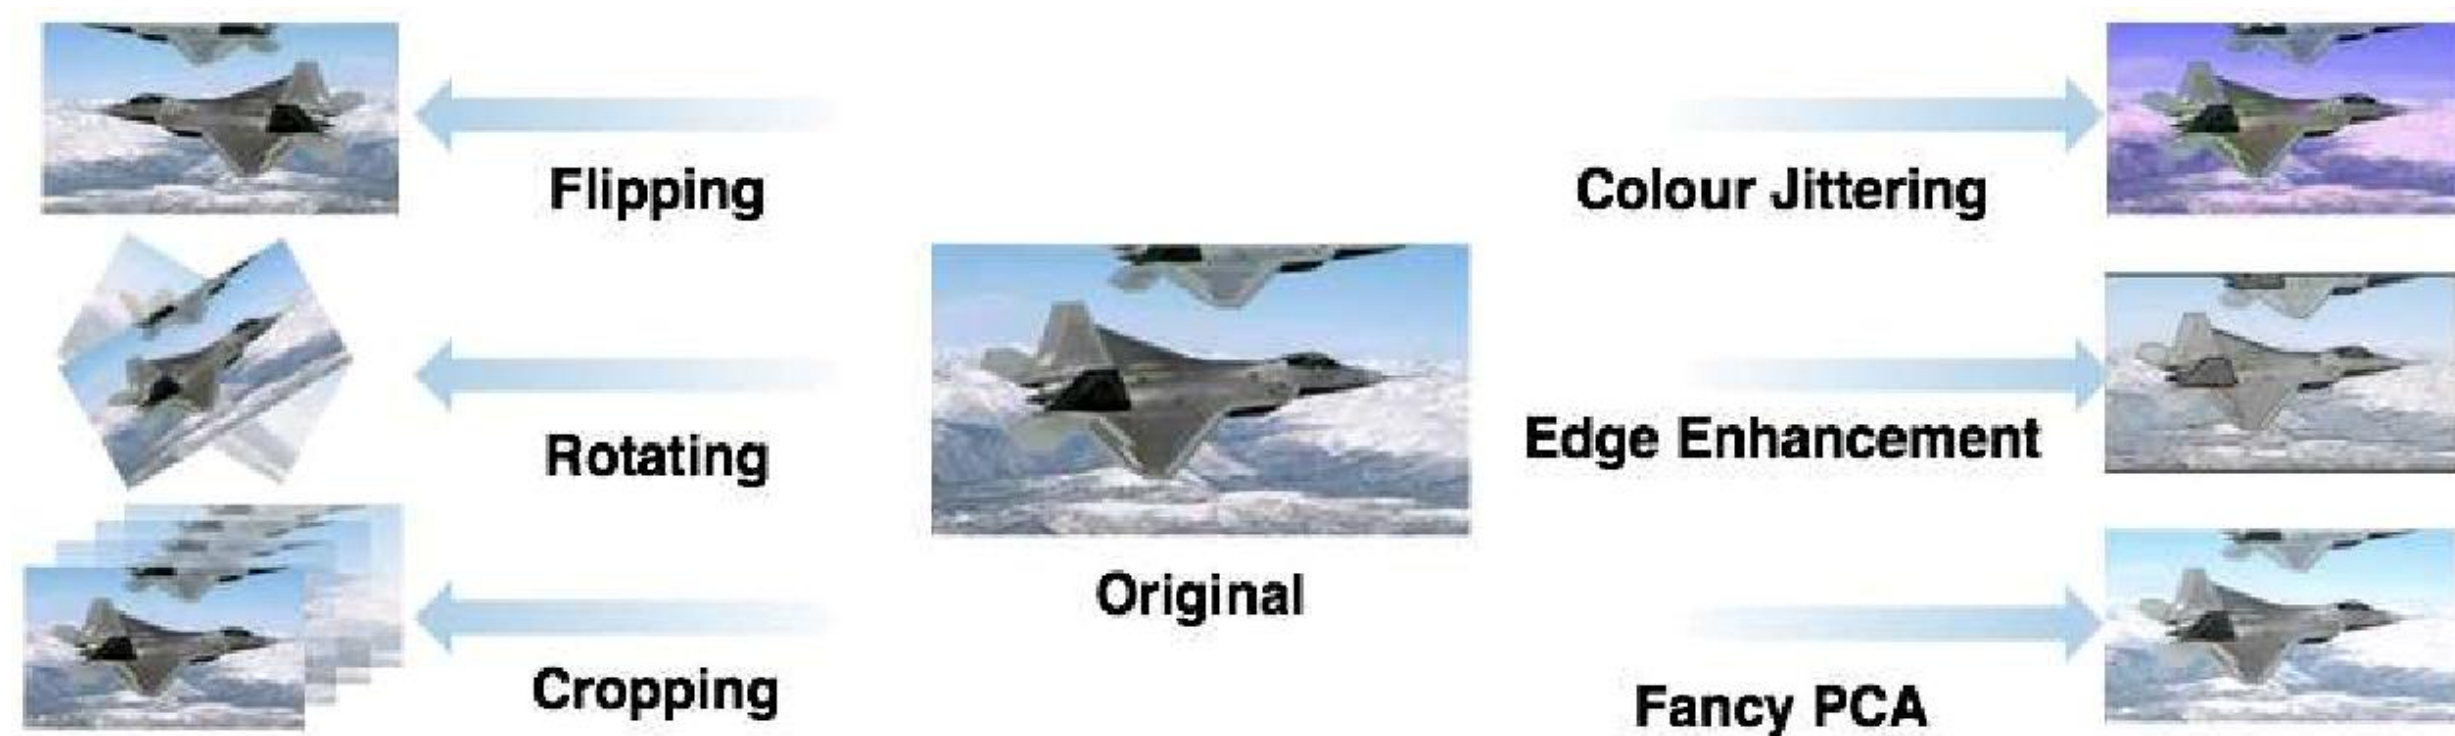 Flipping
Colour Jittering
Rotating
Edge Enhancement
Original
Cropping
Fancy PCA